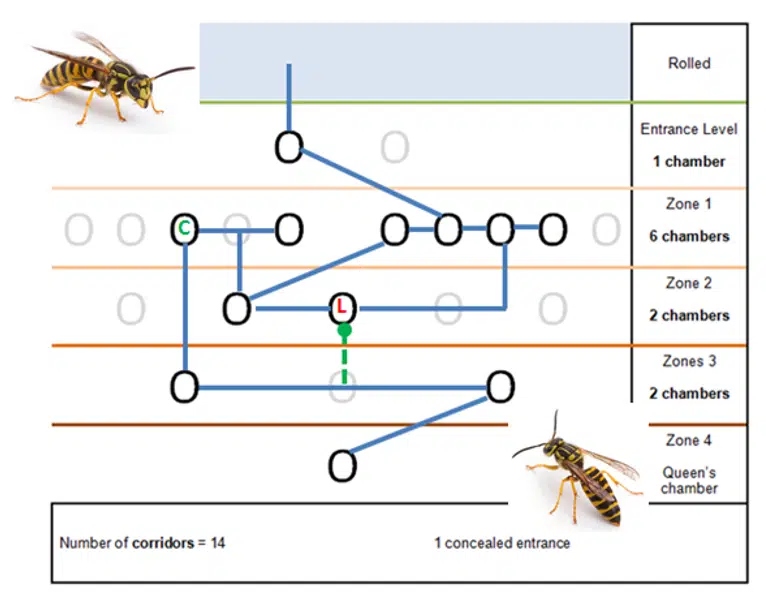 Rolled
Entrance Level
1 chamber
O O
Zone 1
O O C O O O O O O O
6 chambers
Zone 2
O O L O O
2 chambers
Zones 3
O O O
2 chambers
Zone 4
O
Queen's
chamber
Number of corridors = 14 1 concealed entrance